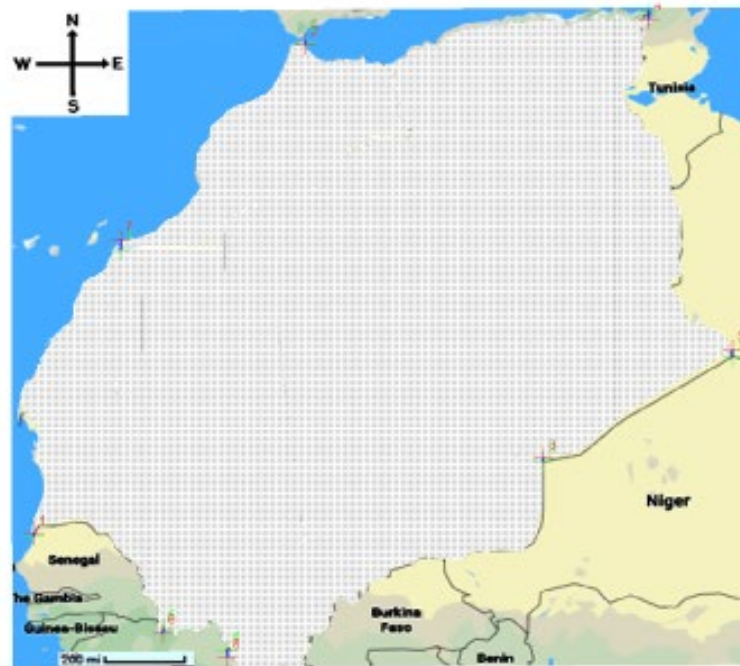 N
W E
S
Tunisia
Niger
Senegal
The Gambia
Guinea-Bissau
Burkina
Faso
Benin
200 mi